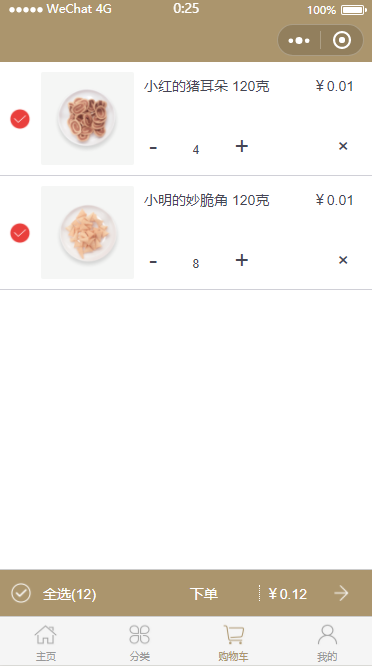 WeChat 4G 0:25 100%
小红的猪耳朵 120克 ￥0.01
- 4 + ×
小明的妙脆角 120克 ￥0.01
- 8 + ×
全选(12) 下单 ￥0.12
主页 分类 购物车 我的